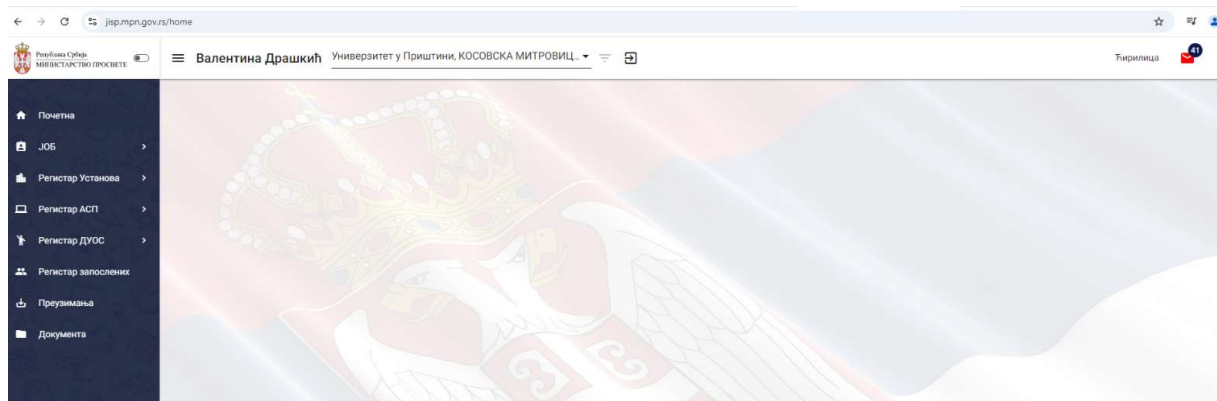 jisp.mpn.gov.rs/home
Република Србија
МИНИСТАРСТВО ПРОСВЕТЕ
Валентина Драшкић
Универзитет у Приштини, КОСОВСКА МИТРОВИЦ...
Ћирилица
41
Почетна
ЈОБ
Регистар Установа
Регистар АСП
Регистар ДУОС
Регистар запослених
Преузимања
Документа